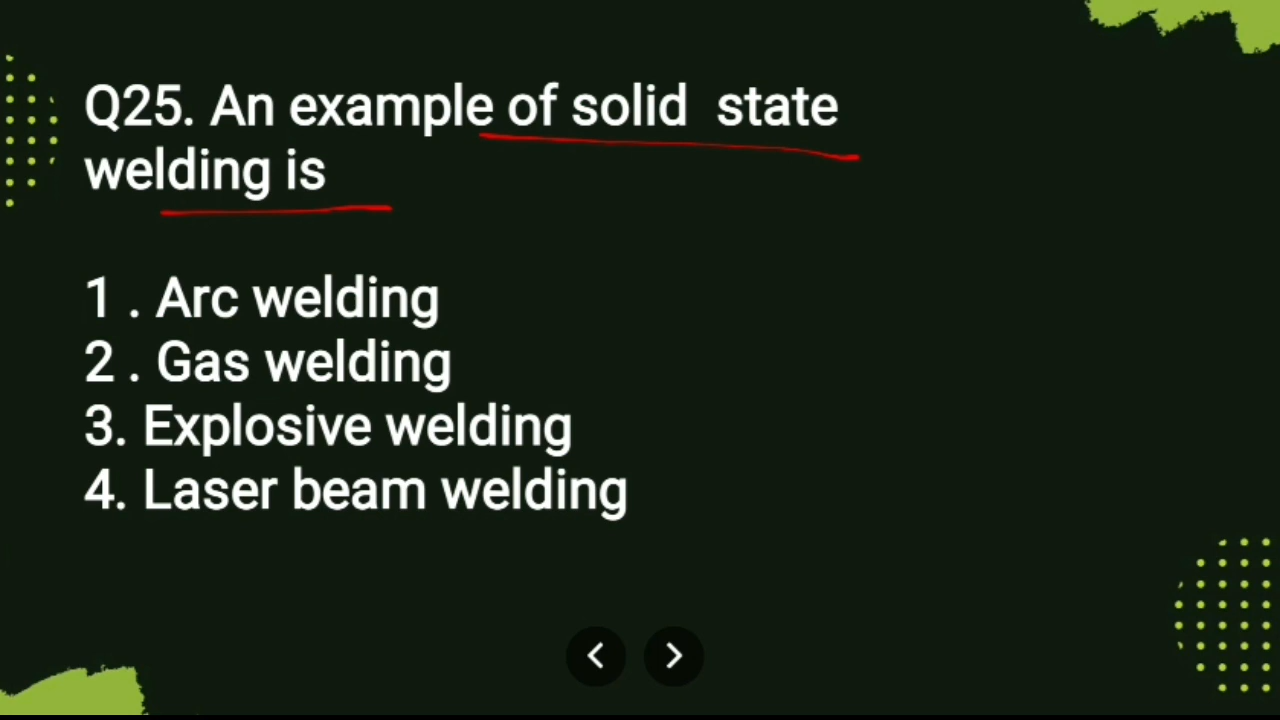 Q25. An example of solid state
welding is
1 . Arc welding
2 . Gas welding
3. Explosive welding
4. Laser beam welding